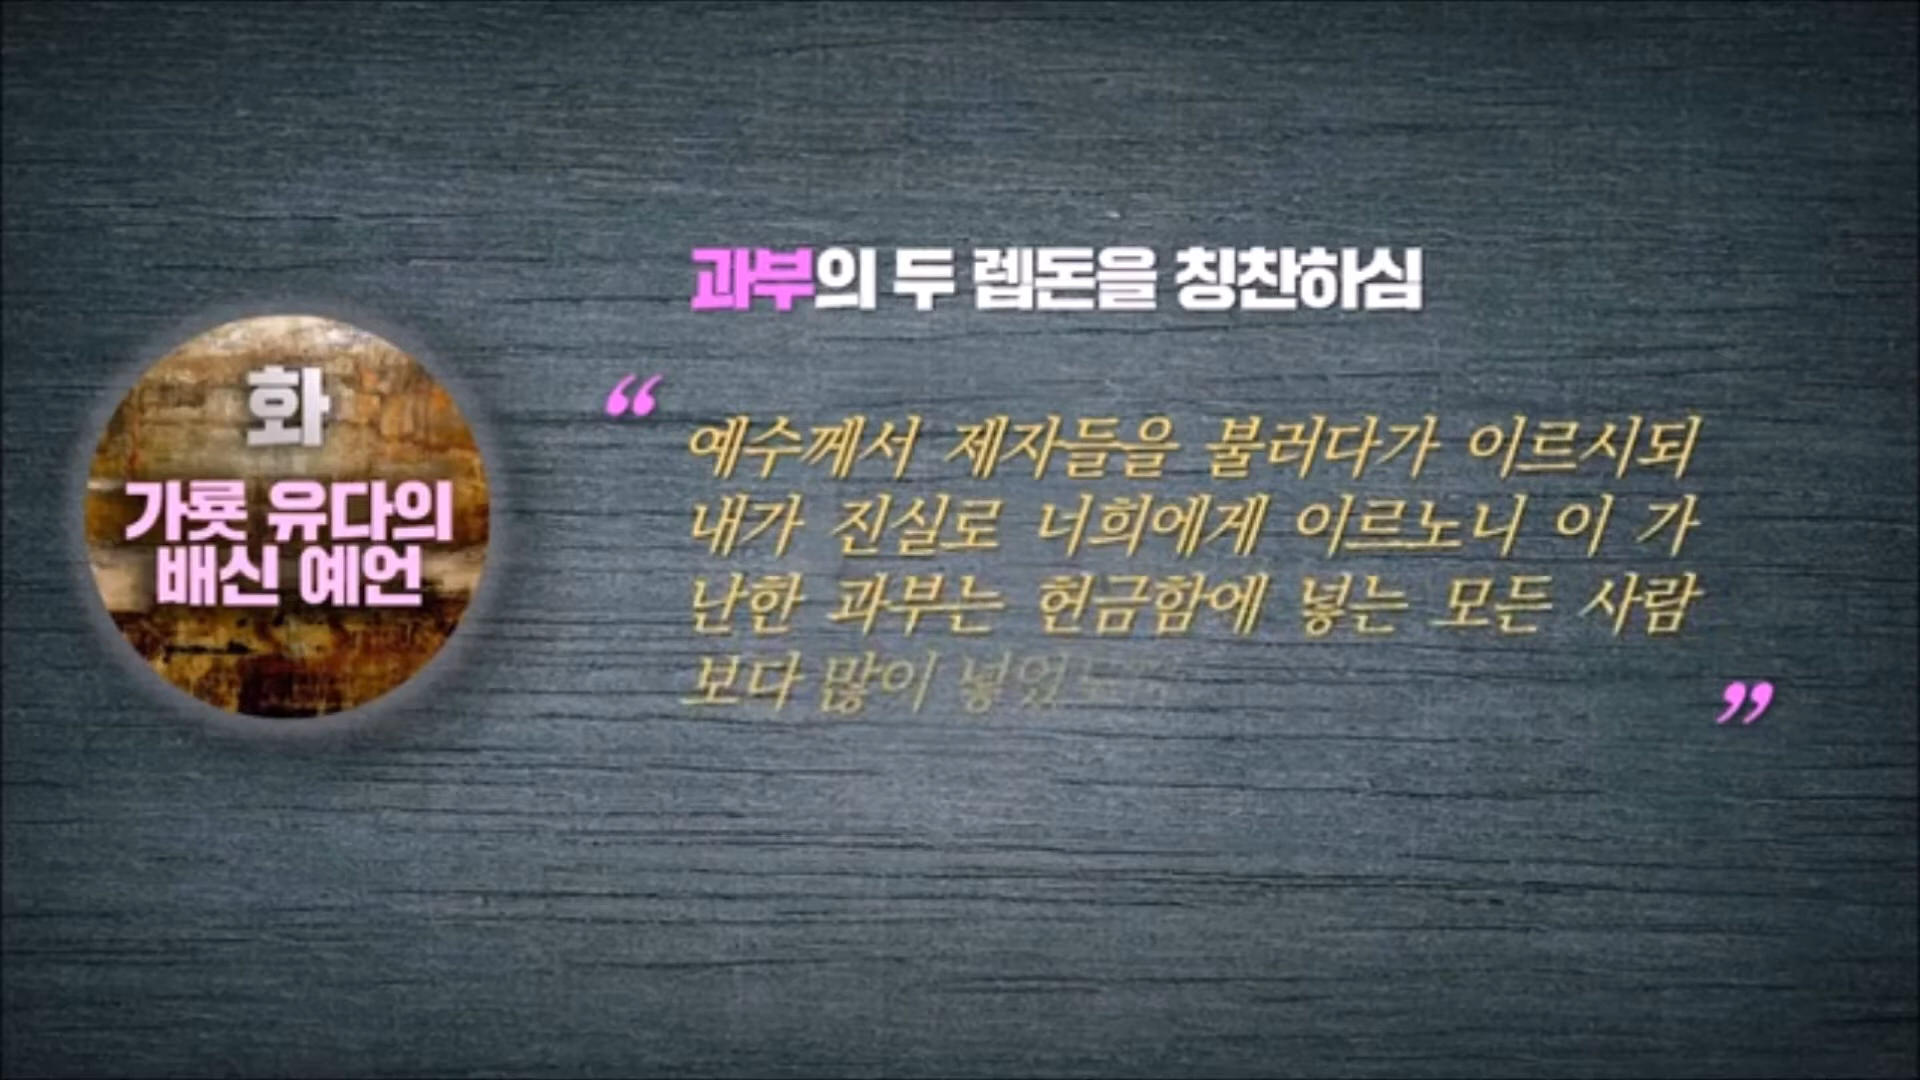 화
가룟 유다의
배신 예언
과부의 두 렙돈을 칭찬하심
“
예수께서 제자들을 불러다가 이르시되
내가 진실로 너희에게 이르노니 이 가
난한 과부는 헌금함에 넣는 모든 사람
보다 많이 넣었
”